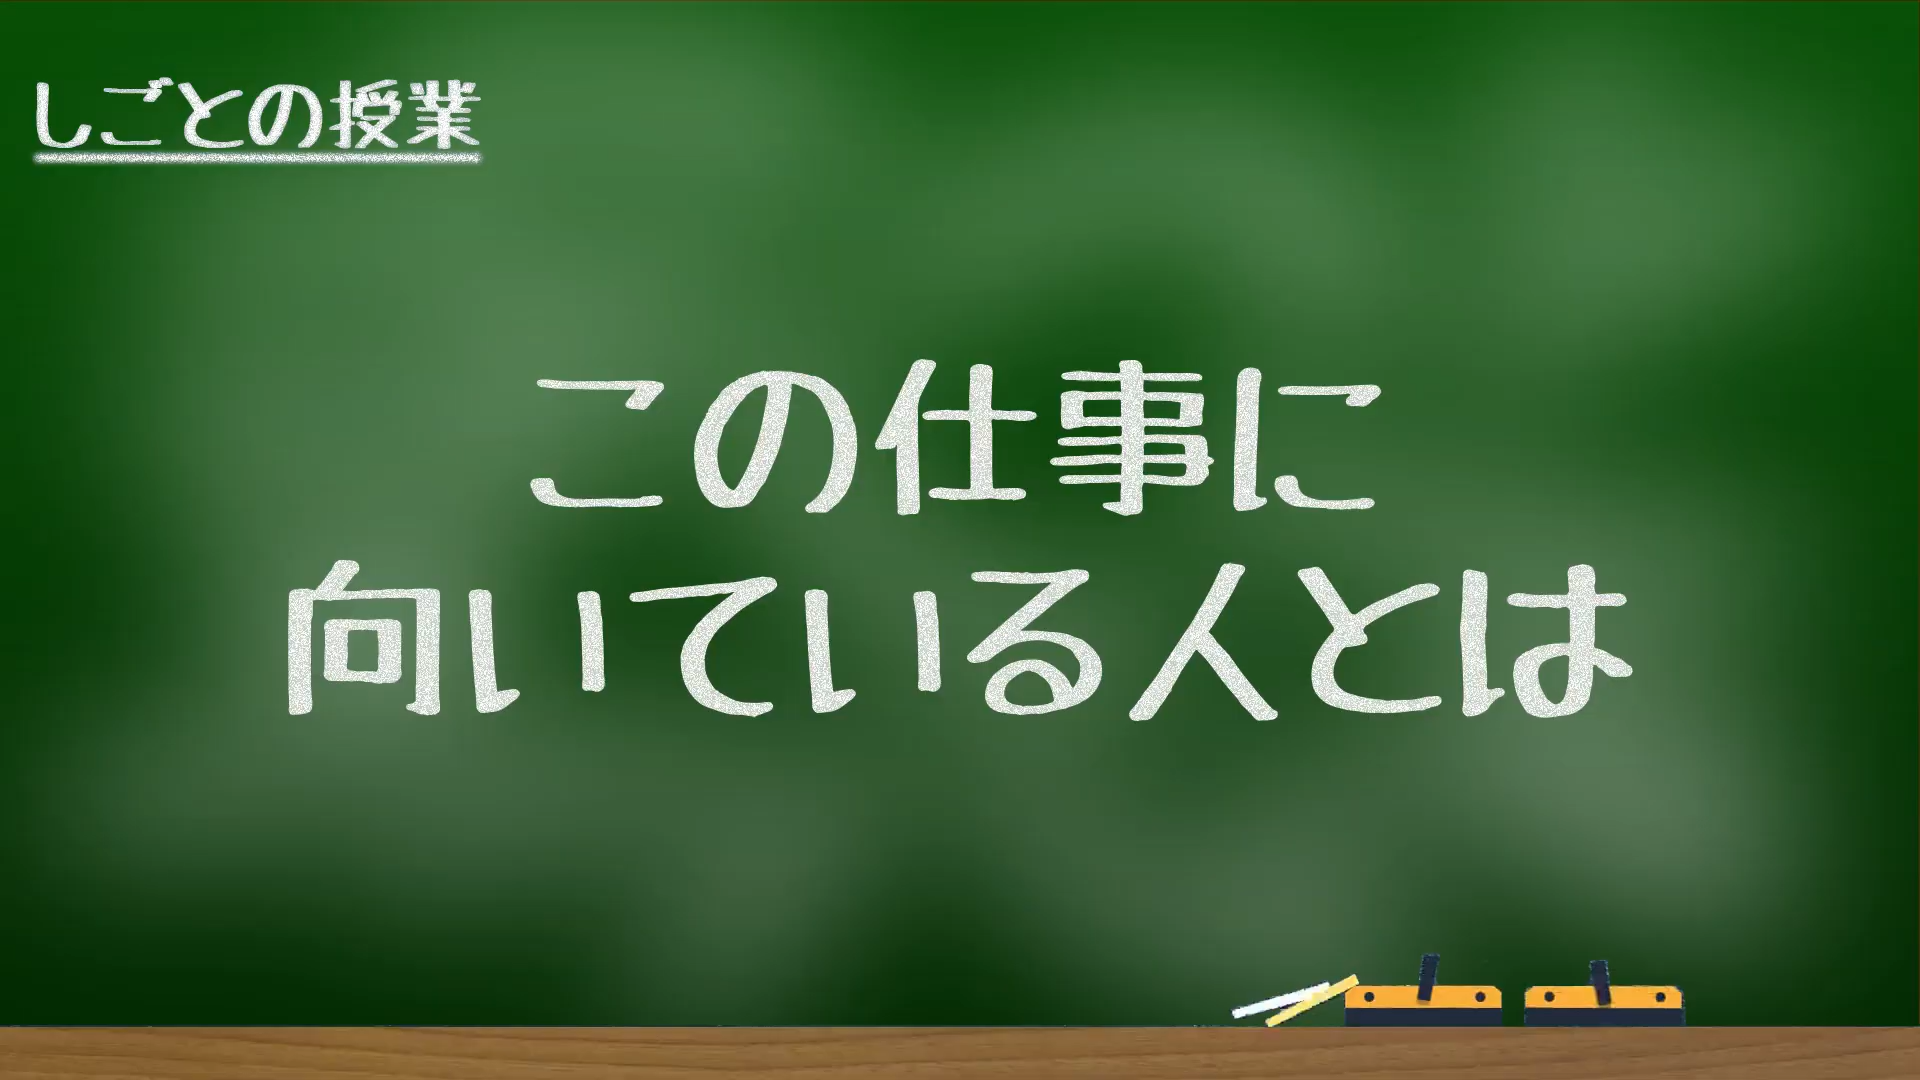 しごとの授業
この仕事に
向いている人とは